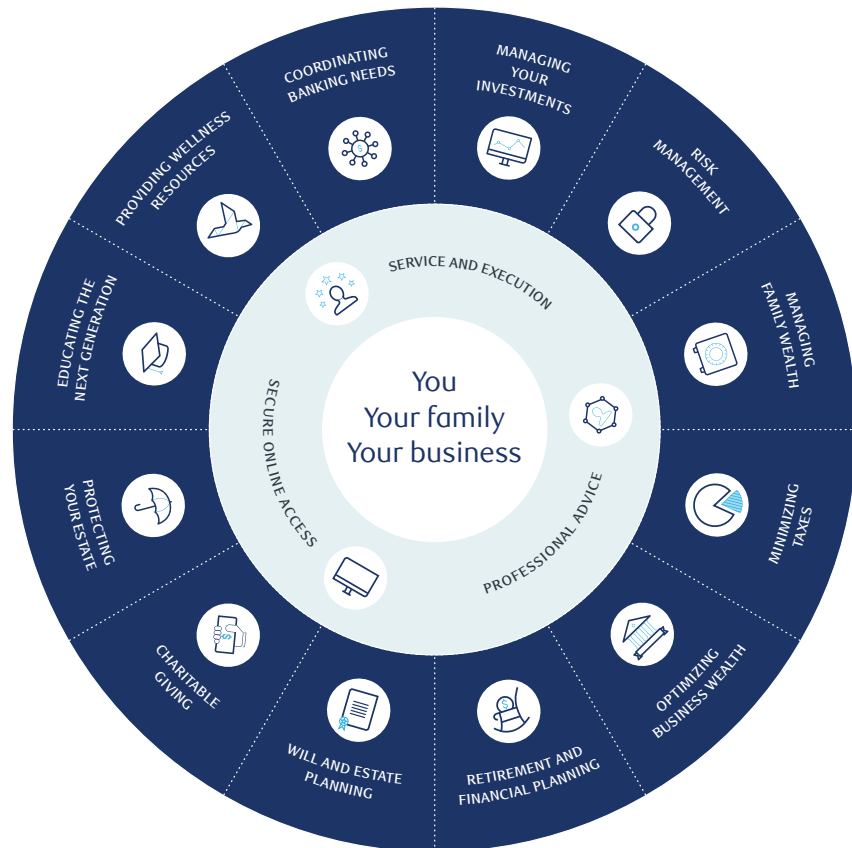 MANAGING
YOUR
INVESTMENTS
RISK
MANAGEMENT
MANAGING
FAMILY WEALTH
MINIMIZING
TAXES
OPTIMIZING
BUSINESS WEALTH
RETIREMENT AND
FINANCIAL PLANNING
WILL AND ESTATE
PLANNING
CHARITABLE
GIVING
PROTECTING
YOUR ESTATE
EDUCATING THE
NEXT GENERATION
PROVIDING WELLNESS
RESOURCES
COORDINATING
BANKING NEEDS
$
$
$
SERVICE AND EXECUTION
PROFESSIONAL ADVICE
SECURE ONLINE ACCESS
You
Your family
Your business